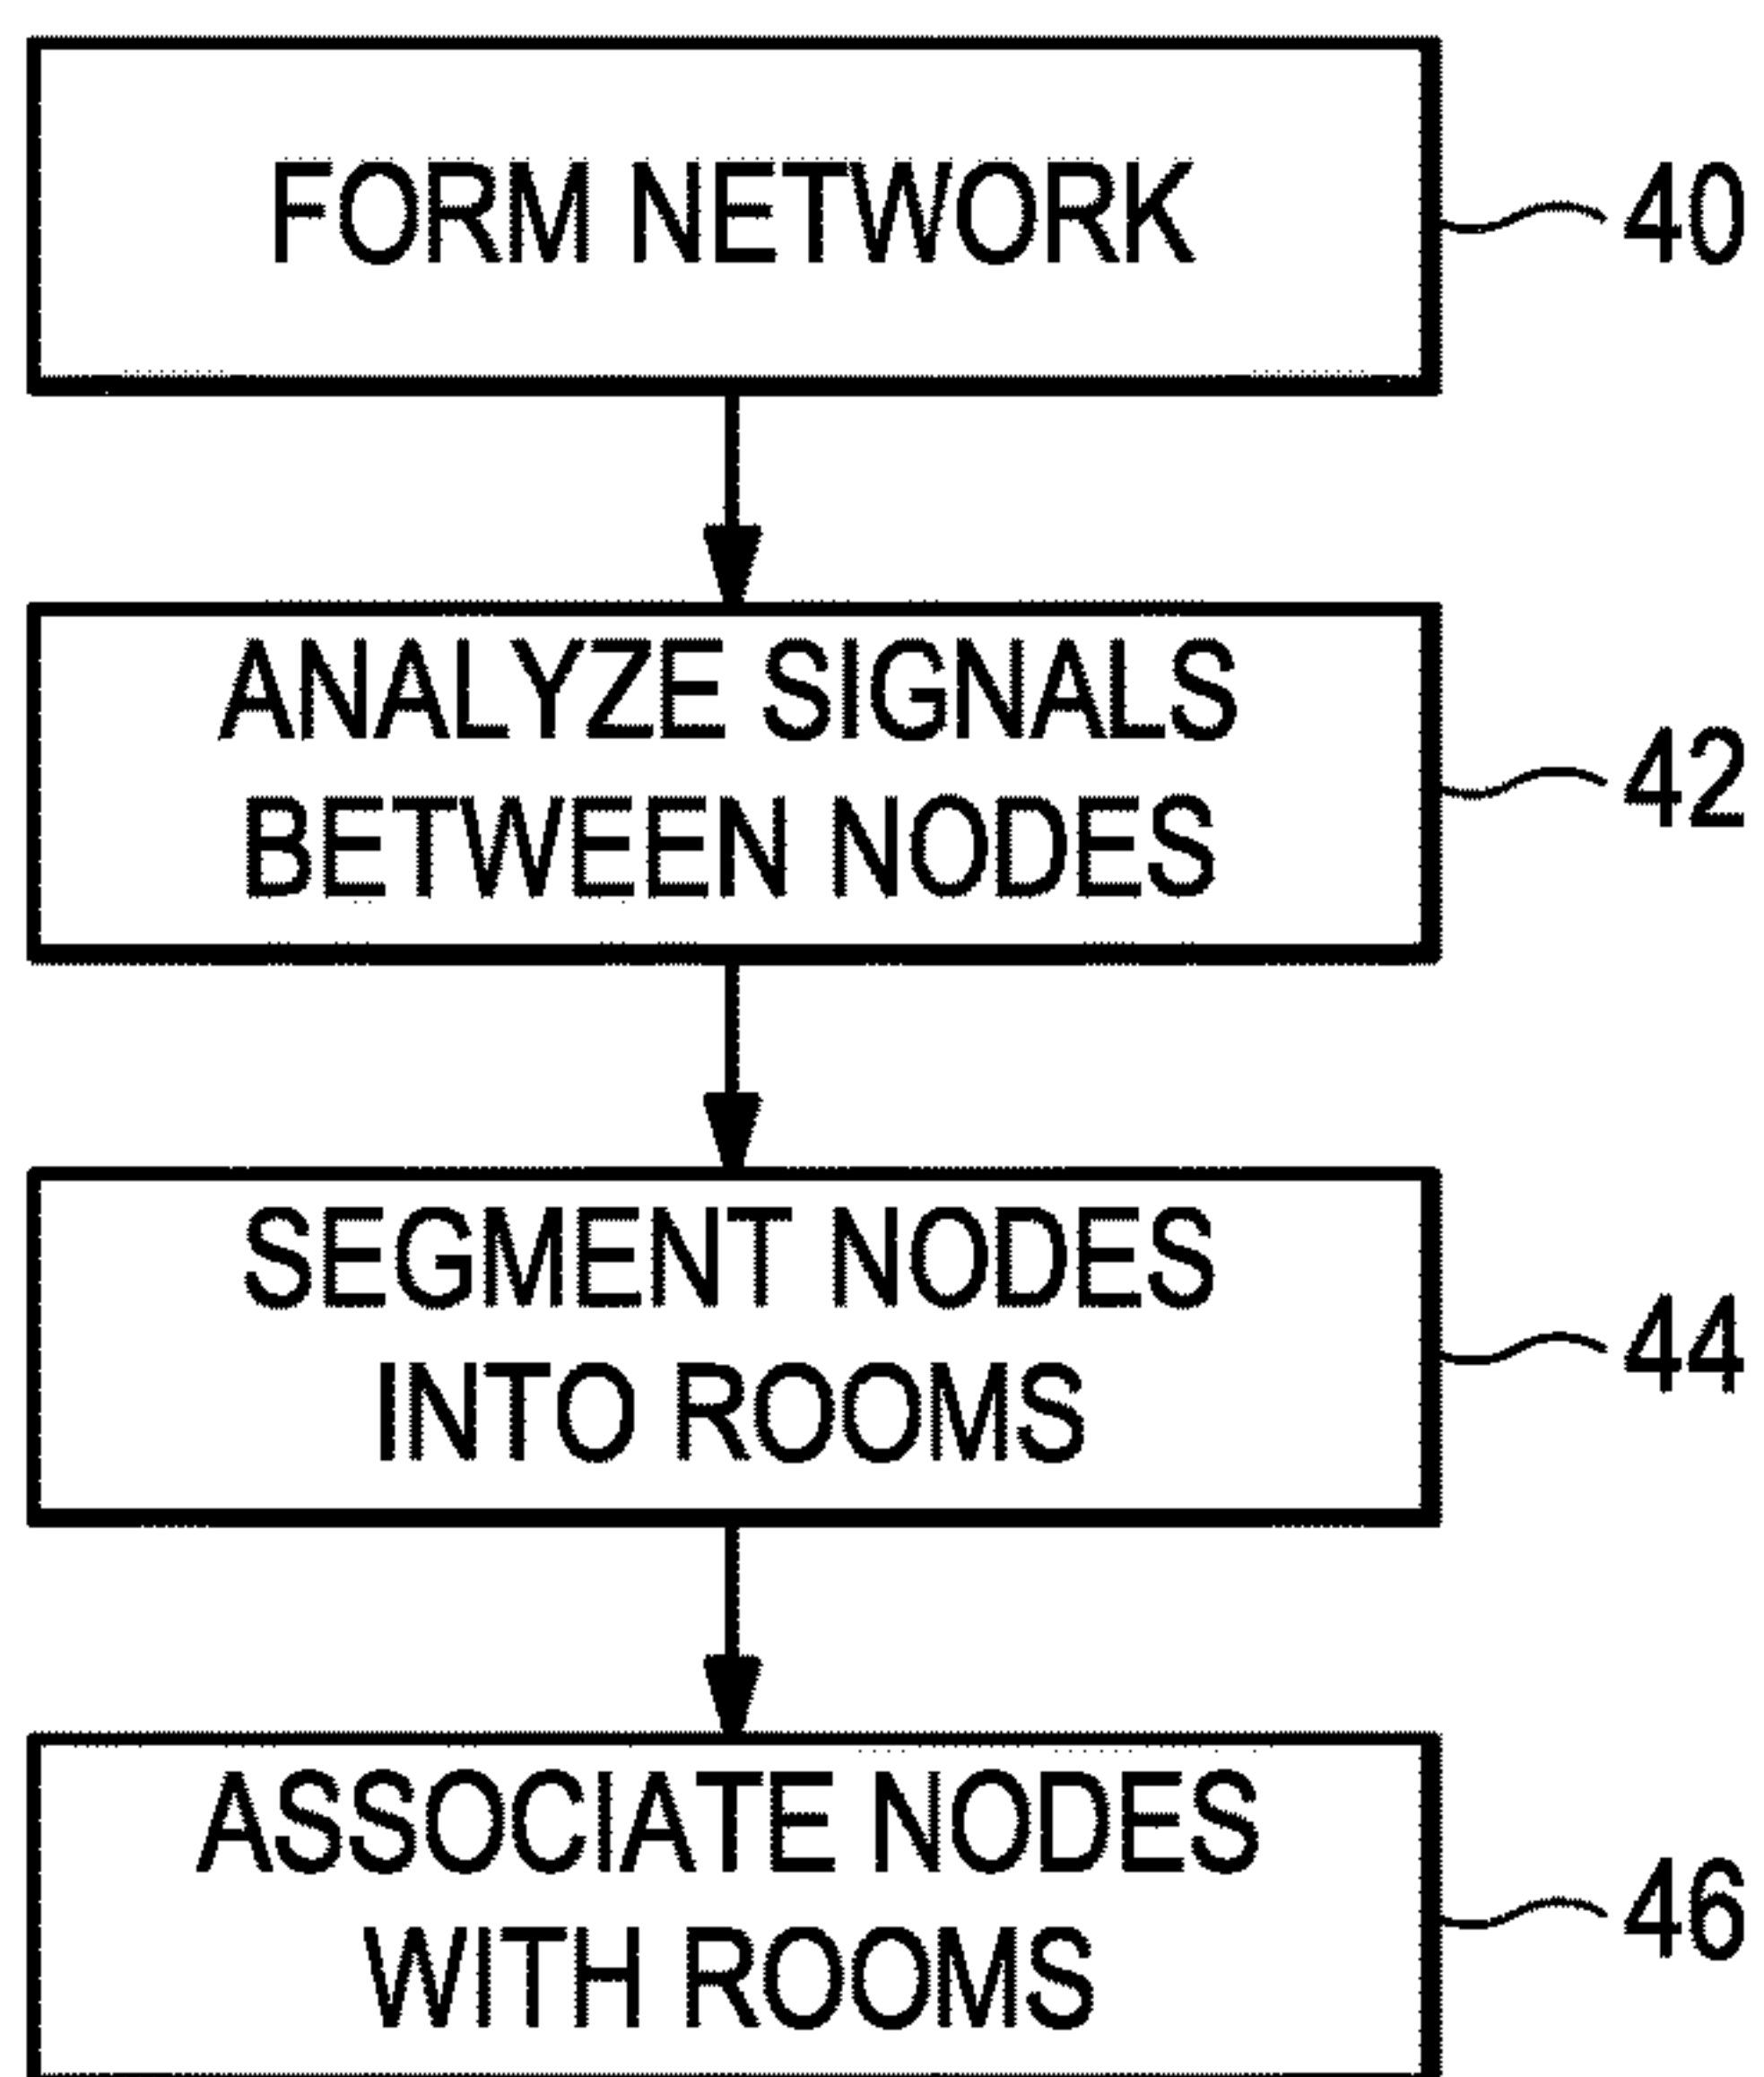 FORM NETWORK
40
ANALYZE SIGNALS
BETWEEN NODES
42
SEGMENT NODES
INTO ROOMS
44
ASSOCIATE NODES
WITH ROOMS
46